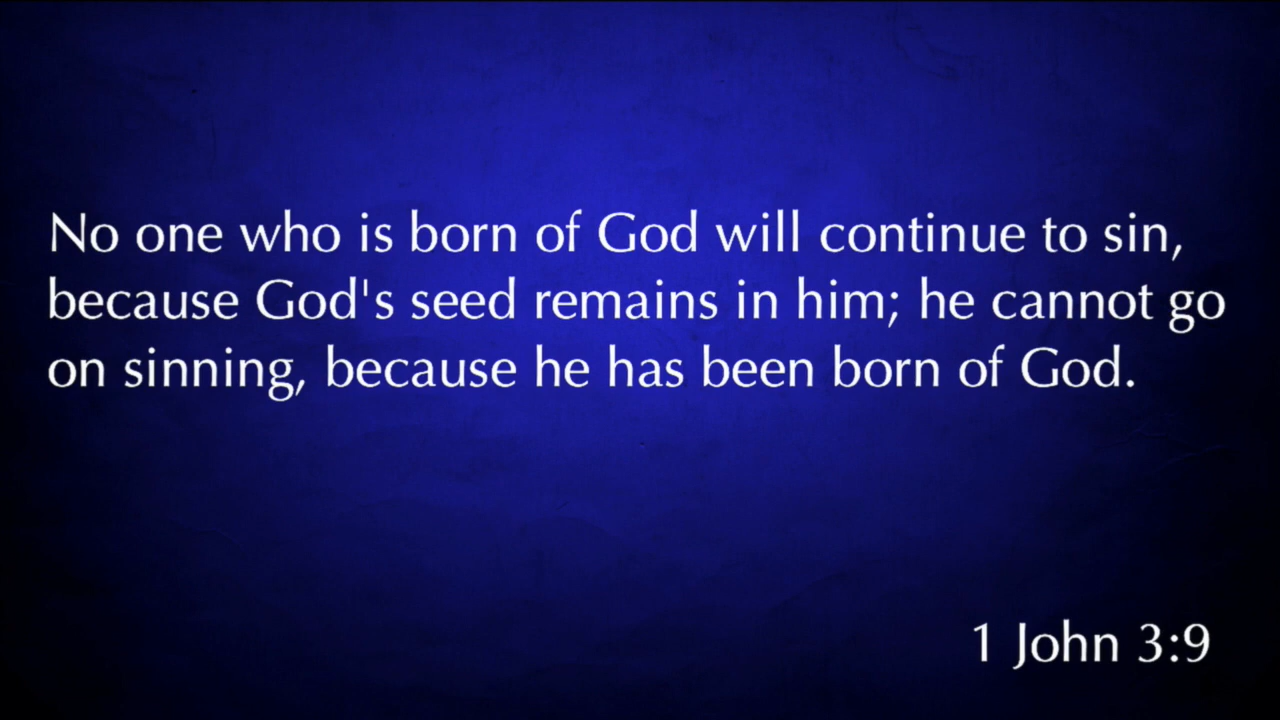 No one who is born of God will continue to sin,
because God's seed remains in him; he cannot go
on sinning, because he has been born of God.
1 John 3:9